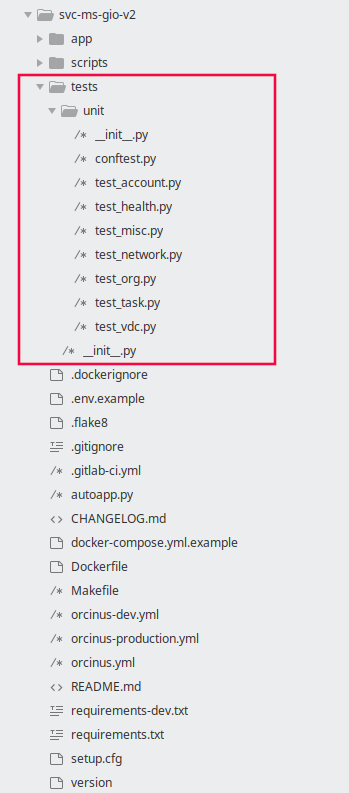 svc-ms-gio-v2
app
scripts
tests
unit
/* __init__.py
/* conftest.py
/* test_account.py
/* test_health.py
/* test_misc.py
/* test_network.py
/* test_org.py
/* test_task.py
/* test_vdc.py
/* __init__.py
.dockerignore
.env.example
.flake8
.gitignore
/* .gitlab-ci.yml
/* autoapp.py
<> CHANGELOG.md
docker-compose.yml.example
Dockerfile
/* Makefile
/* orcinus-dev.yml
/* orcinus-production.yml
/* orcinus.yml
<> README.md
requirements-dev.txt
requirements.txt
setup.cfg
version